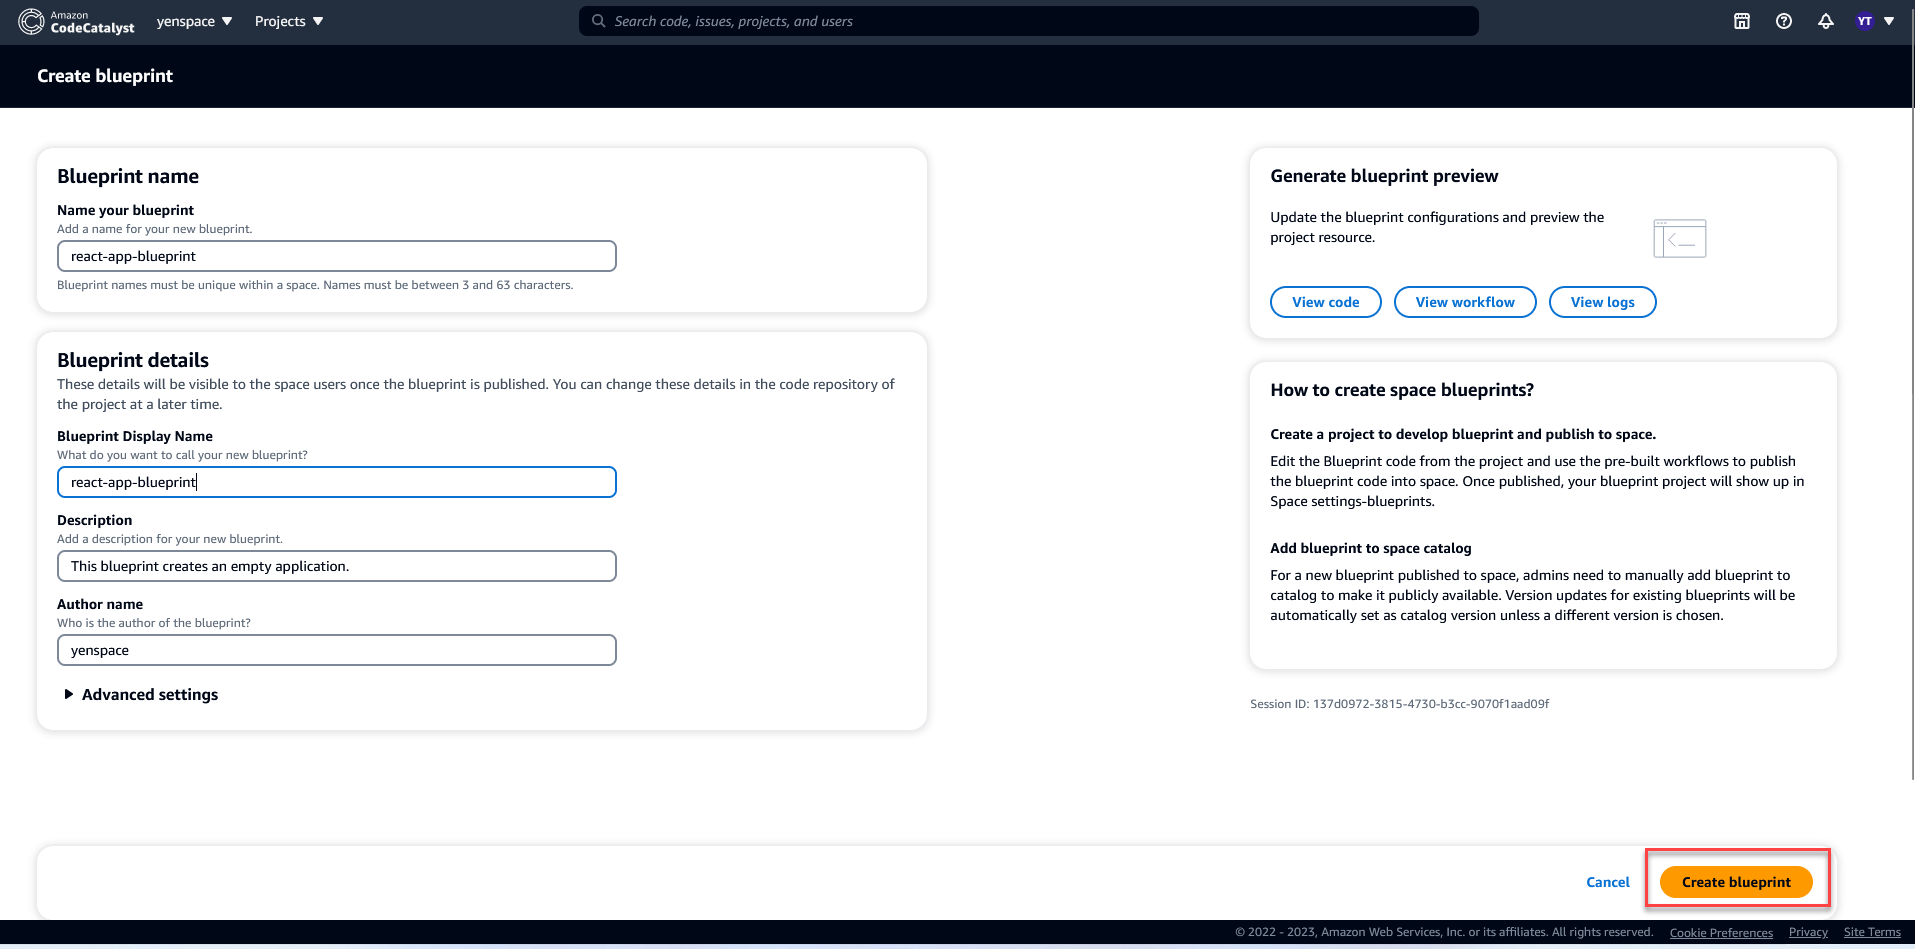 Amazon
CodeCatalyst
yenspace
Projects
Search code, issues, projects, and users
YT
Create blueprint
Blueprint name
Name your blueprint
Add a name for your new blueprint.
react-app-blueprint
Blueprint names must be unique within a space. Names must be between 3 and 63 characters.
Blueprint details
These details will be visible to the space users once the blueprint is published. You can change these details in the code repository of
the project at a later time.
Blueprint Display Name
What do you want to call your new blueprint?
react-app-blueprint
Description
Add a description for your new blueprint.
This blueprint creates an empty application.
Author name
Who is the author of the blueprint?
yenspace
Advanced settings
Generate blueprint preview
Update the blueprint configurations and preview the
project resource.
View code
View workflow
View logs
How to create space blueprints?
Create a project to develop blueprint and publish to space.
Edit the Blueprint code from the project and use the pre-built workflows to publish
the blueprint code into space. Once published, your blueprint project will show up in
Space settings-blueprints.
Add blueprint to space catalog
For a new blueprint published to space, admins need to manually add blueprint to
catalog to make it publicly available. Version updates for existing blueprints will be
automatically set as catalog version unless a different version is chosen.
Session ID: 137d0972-3815-4730-b3cc-9070f1aad09f
Cancel
Create blueprint
© 2022 - 2023, Amazon Web Services, Inc. or its affiliates. All rights reserved.
Cookie Preferences
Privacy
Site Terms